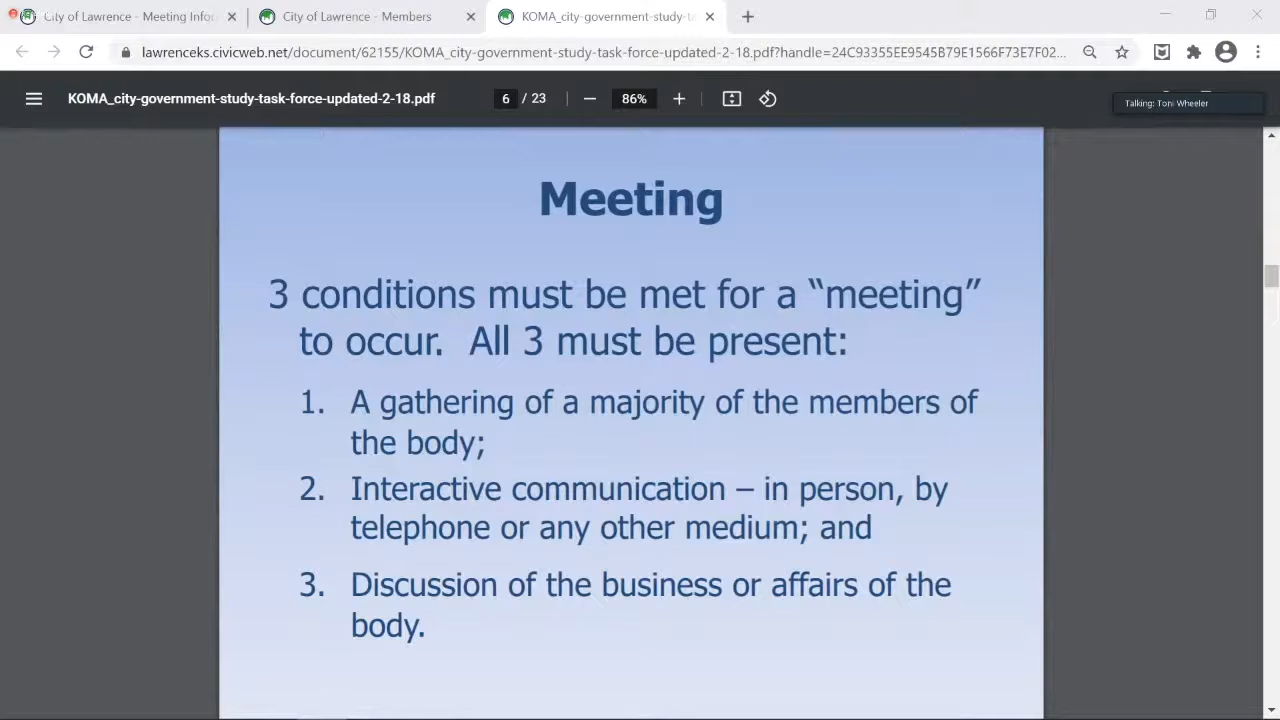 City of Lawrence - Meeting Infor
City of Lawrence - Members
KOMA_city-government-study-ta
lawrenceks.civicweb.net/document/62155/KOMA_city-government-study-task-force-updated-2-18.pdf?handle=24C93355EE9545B79E1566F73E7F02...
KOMA_city-government-study-task-force-updated-2-18.pdf
6 / 23
86%
Talking: Toni Wheeler
Meeting
3 conditions must be met for a “meeting”
to occur.  All 3 must be present:
1. A gathering of a majority of the members of
the body;
2. Interactive communication – in person, by
telephone or any other medium; and
3. Discussion of the business or affairs of the
body.